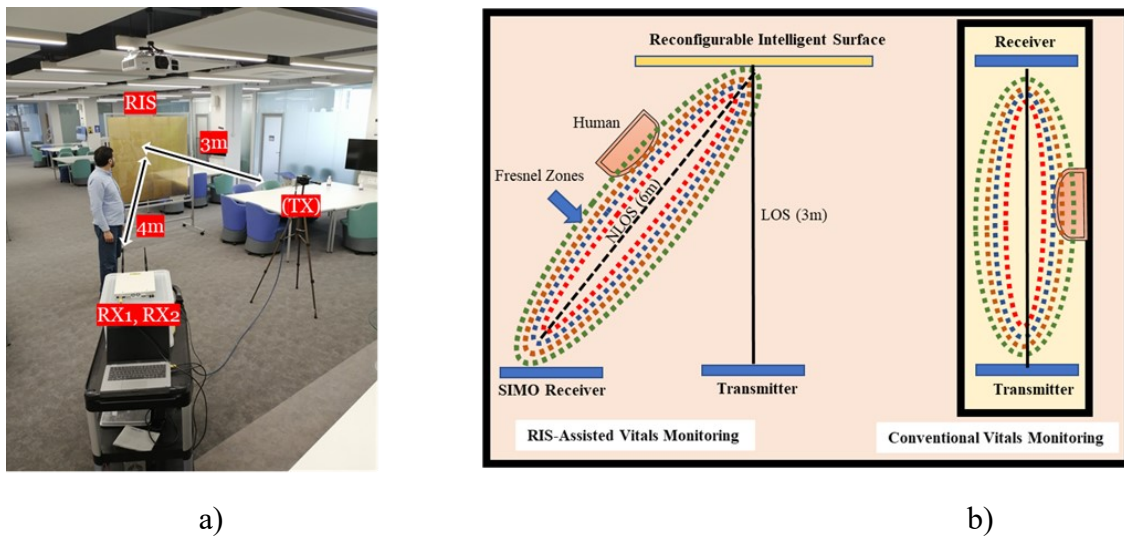 RIS
3m
(TX)
4m
RX1, RX2
a)
Reconfigurable Intelligent Surface
Human
Fresnel Zones
NLOS (6m)
LOS (3m)
SIMO Receiver
Transmitter
RIS-Assisted Vitals Monitoring
Receiver
Transmitter
Conventional Vitals Monitoring
b)